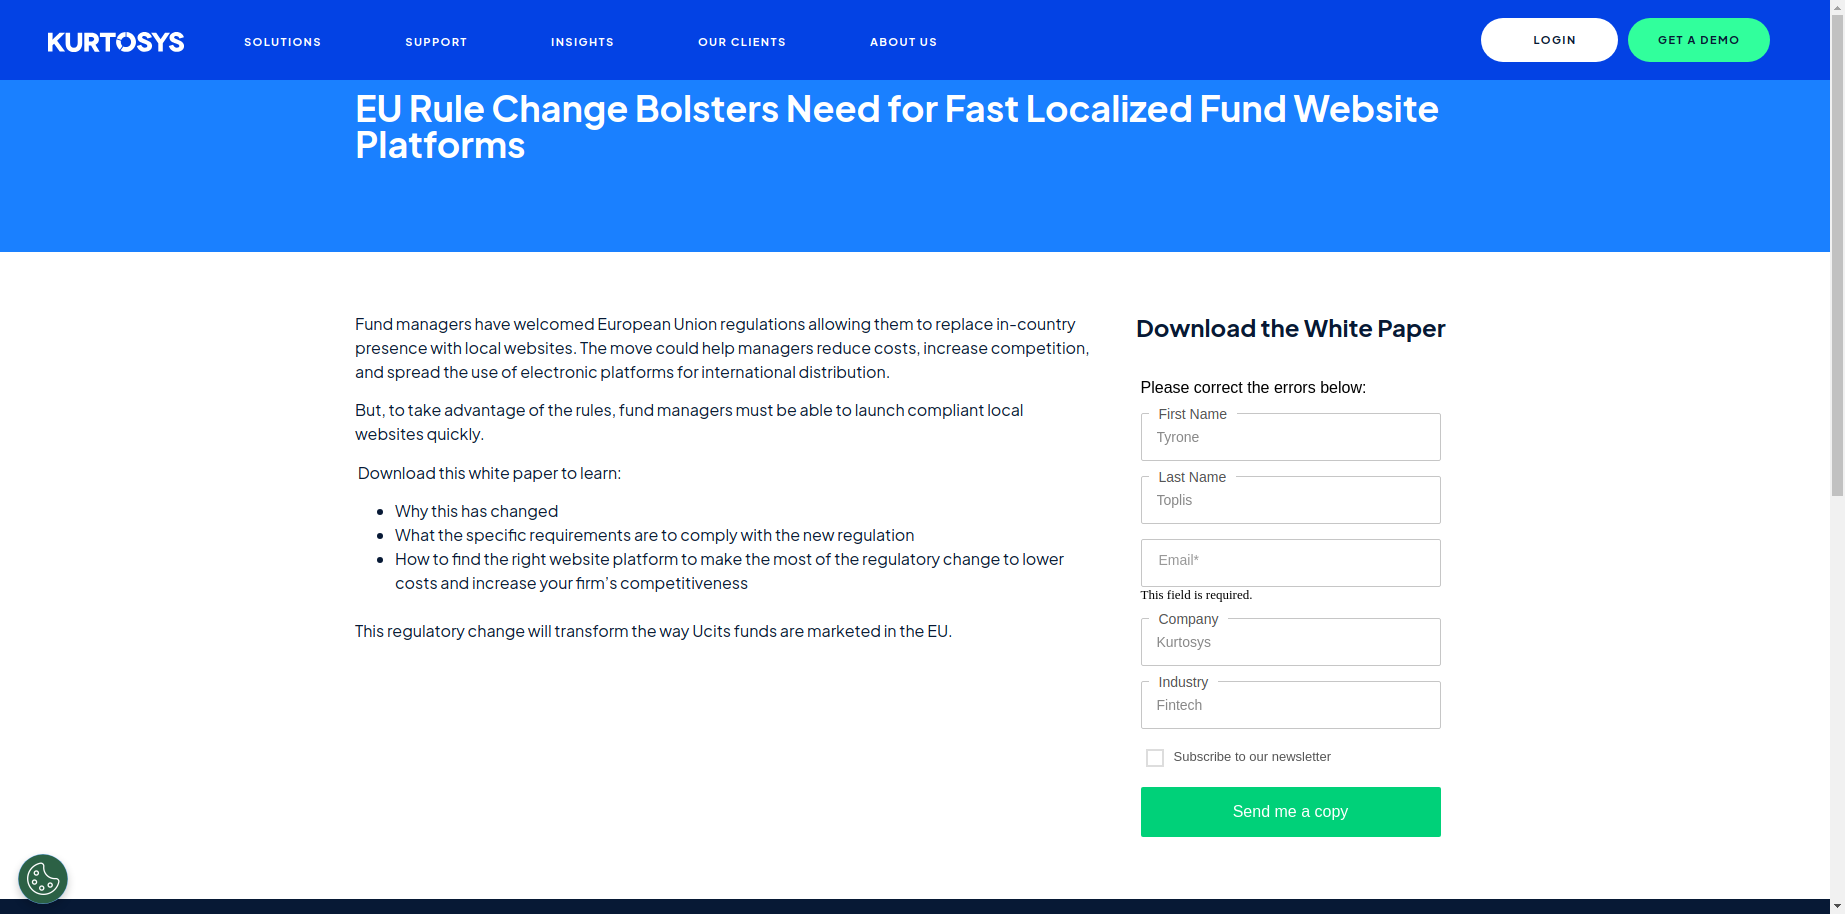 KURTOSYS
SOLUTIONS
SUPPORT
INSIGHTS
OUR CLIENTS
ABOUT US
LOGIN
GET A DEMO
EU Rule Change Bolsters Need for Fast Localized Fund Website
Platforms
Fund managers have welcomed European Union regulations allowing them to replace in-country
presence with local websites. The move could help managers reduce costs, increase competition,
and spread the use of electronic platforms for international distribution.
But, to take advantage of the rules, fund managers must be able to launch compliant local
websites quickly.
Download this white paper to learn:
Why this has changed
What the specific requirements are to comply with the new regulation
How to find the right website platform to make the most of the regulatory change to lower
costs and increase your firm's competitiveness
This regulatory change will transform the way Ucits funds are marketed in the EU.
Download the White Paper
Please correct the errors below:
First Name
Tyrone
Last Name
Toplis
Email*
This field is required.
Company
Kurtosys
Industry
Fintech
Subscribe to our newsletter
Send me a copy